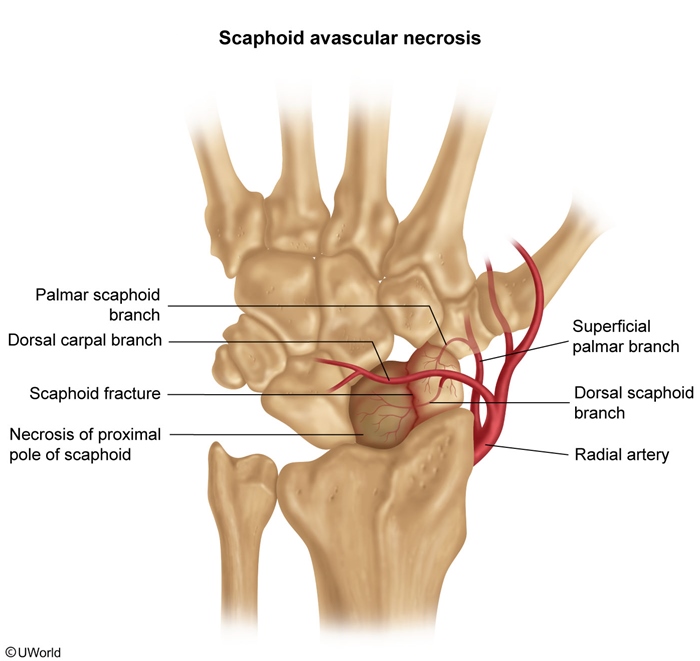 Scaphoid avascular necrosis
Palmar scaphoid
branch
Dorsal carpal branch
Scaphoid fracture
Necrosis of proximal
pole of scaphoid
Superficial
palmar branch
Dorsal scaphoid
branch
Radial artery
©UWorld